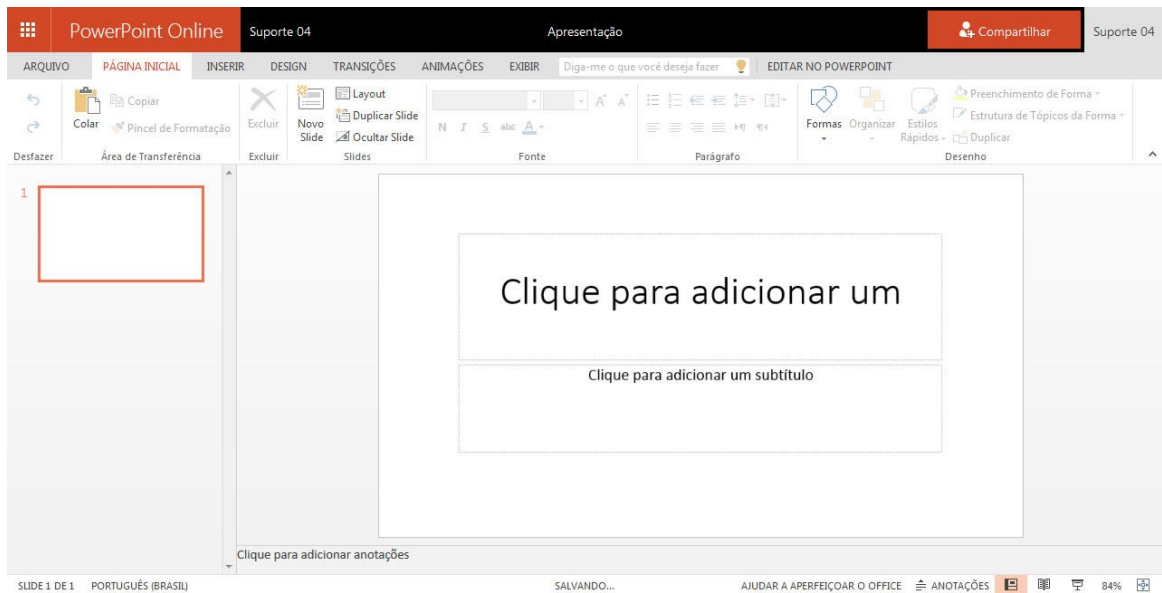 PowerPoint Online Suporte 04 Apresentação Compartilhar Suporte 04
ARQUIVO PÁGINA INICIAL INSERIR DESIGN TRANSIÇÕES ANIMAÇÕES EXIBIR Diga-me o que você deseja fazer EDITAR NO POWERPOINT
Colar
Copiar
Pincel de Formatação
Excluir
Novo Slide
Layout
Duplicar Slide
Ocultar Slide
N I S abc A
A A
Formas
Organizar
Estilos Rápidos
Preenchimento de Forma
Estrutura de Tópicos da Forma
Duplicar
Desfazer Área de Transferência Excluir Slides Fonte Parágrafo Desenho
1
Clique para adicionar um
Clique para adicionar um subtítulo
Clique para adicionar anotações
SLIDE 1 DE 1 PORTUGUÊS (BRASIL) SALVANDO... AJUDAR A APERFEIÇOAR O OFFICE ANOTAÇÕES 84%